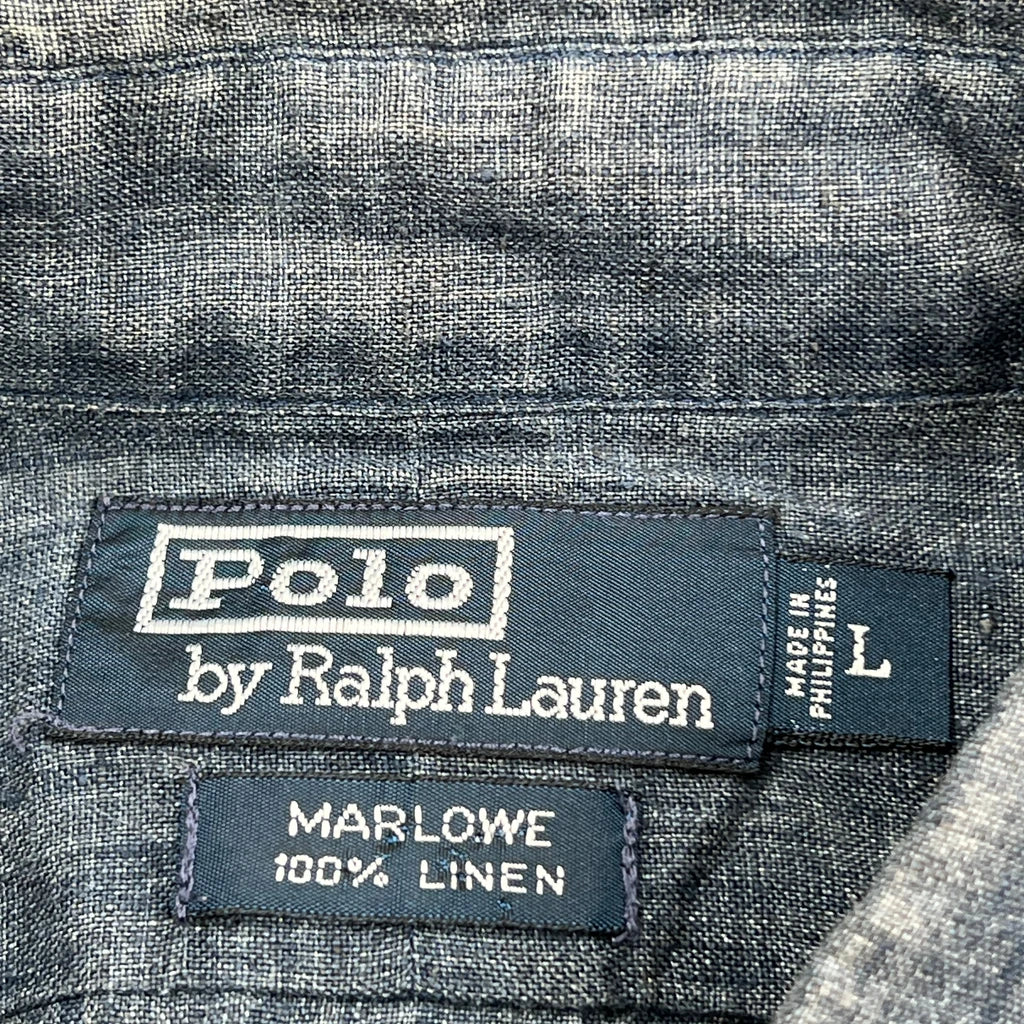 Polo
by Ralph Lauren
MADE IN
PHILIPPINES
L
MARLOWE
100% LINEN